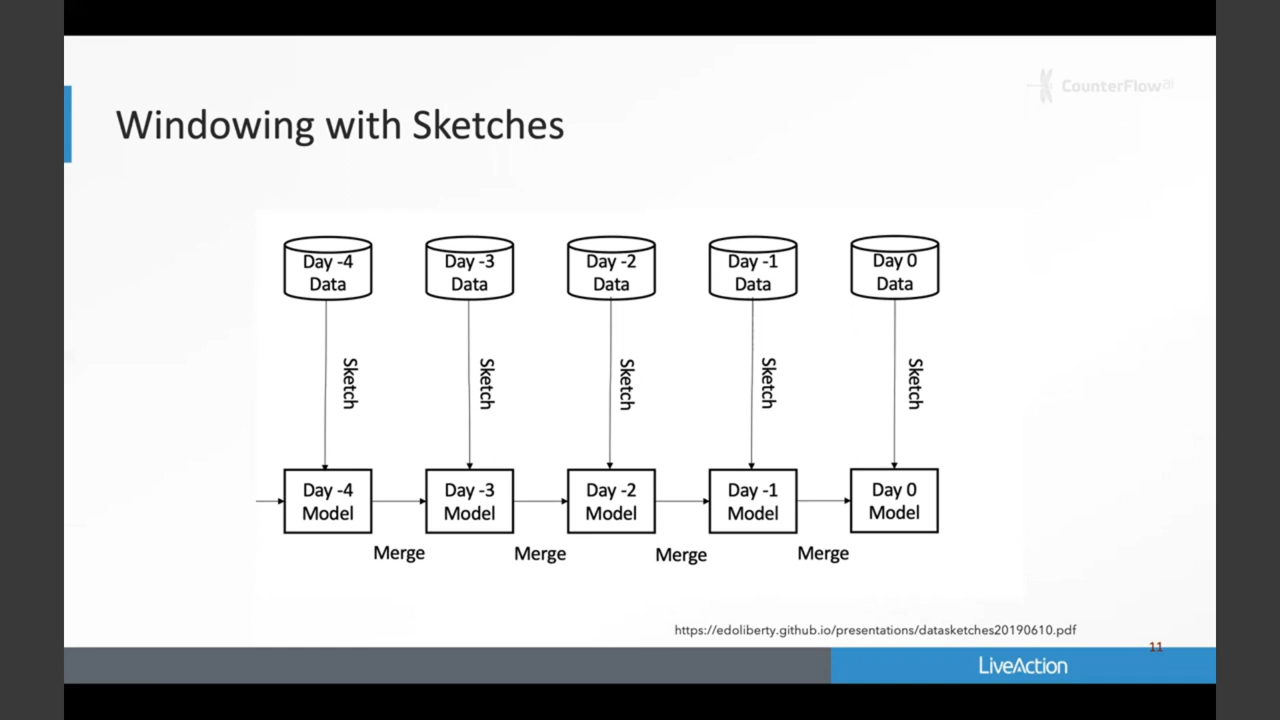 CounterFlow ai
Windowing with Sketches
Day -4
Data
Day -3
Data
Day -2
Data
Day -1
Data
Day 0
Data
Sketch
Sketch
Sketch
Sketch
Sketch
Day -4
Model
Day -3
Model
Day -2
Model
Day -1
Model
Day 0
Model
Merge
Merge
Merge
Merge
https://edoliberty.github.io/presentations/datasketches20190610.pdf
11
LiveAction